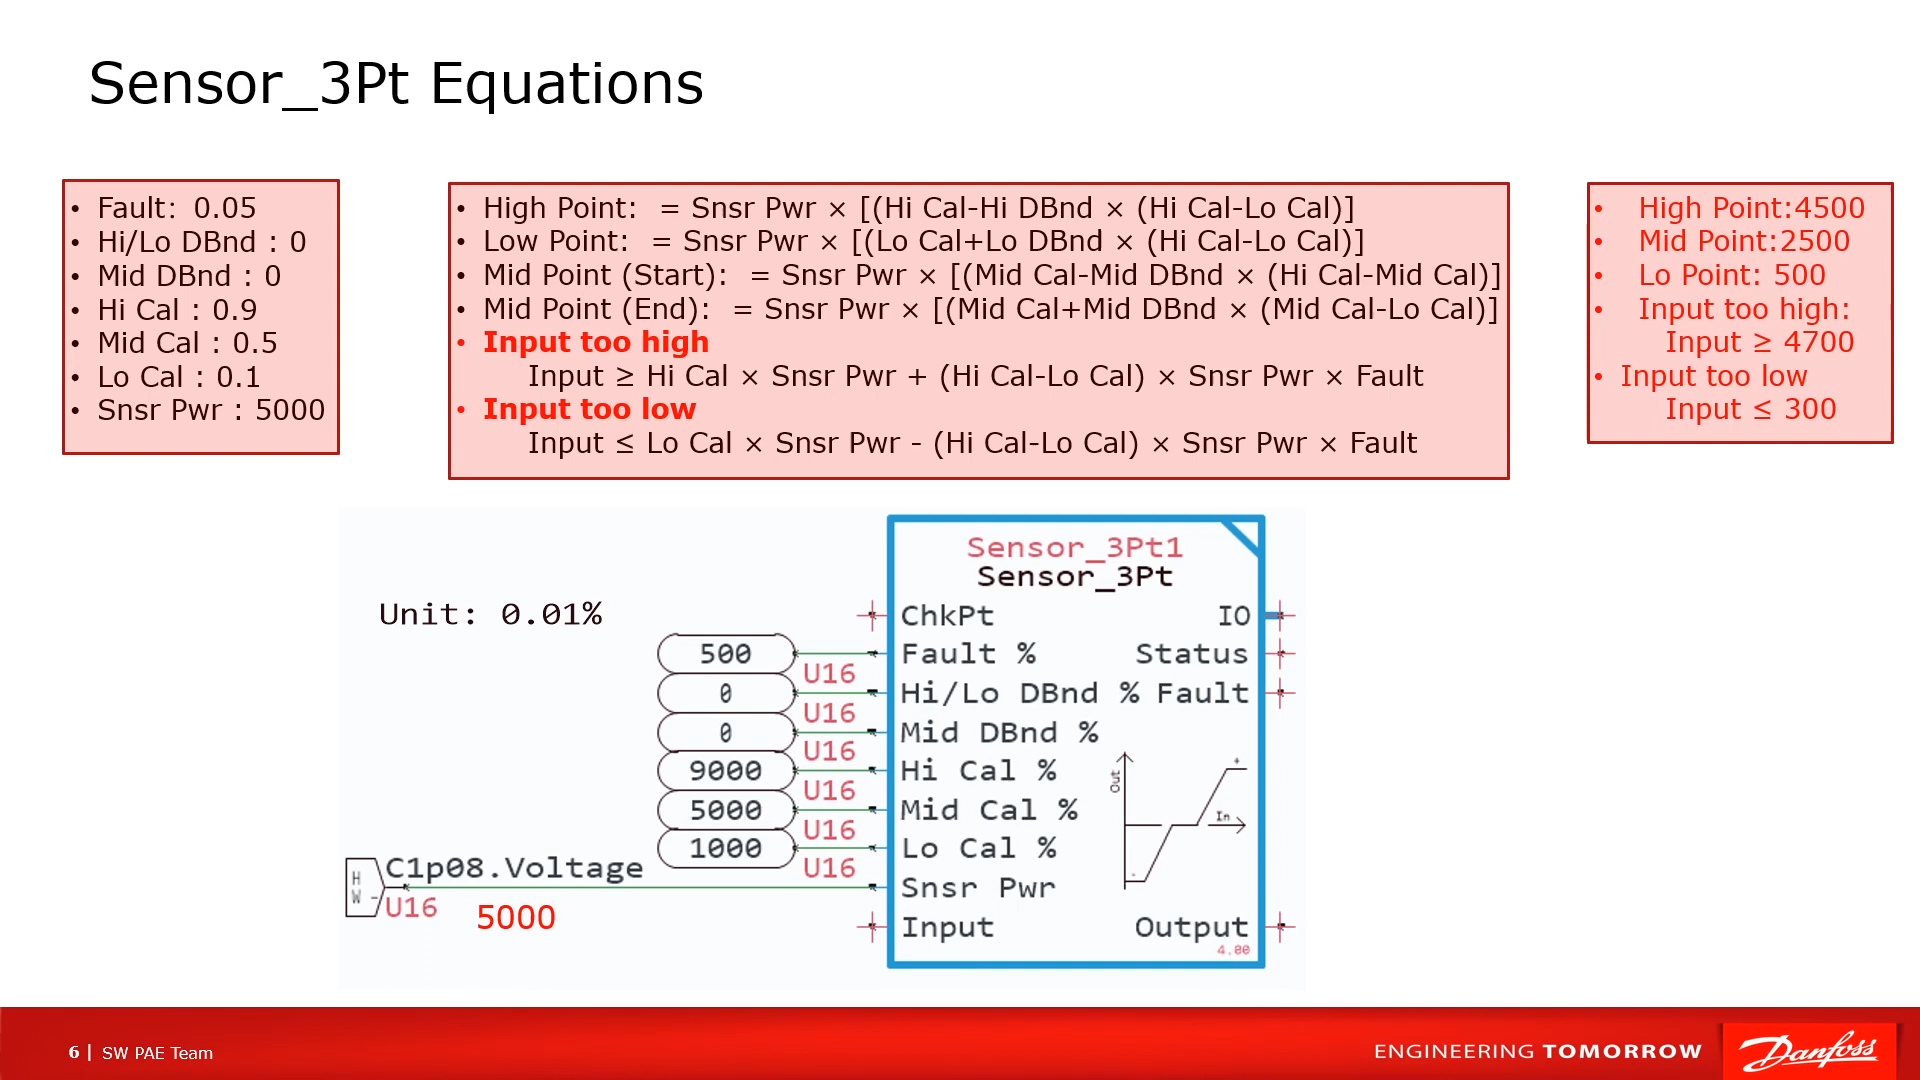 Sensor_3Pt Equations
• Fault: 0.05
• Hi/Lo DBnd : 0
• Mid DBnd : 0
• Hi Cal : 0.9
• Mid Cal : 0.5
• Lo Cal : 0.1
• Snsr Pwr : 5000
• High Point: = Snsr Pwr × [(Hi Cal-Hi DBnd × (Hi Cal-Lo Cal)]
• Low Point: = Snsr Pwr × [(Lo Cal+Lo DBnd × (Hi Cal-Lo Cal)]
• Mid Point (Start): = Snsr Pwr × [(Mid Cal-Mid DBnd × (Hi Cal-Mid Cal)]
• Mid Point (End): = Snsr Pwr × [(Mid Cal+Mid DBnd × (Mid Cal-Lo Cal)]
• Input too high
Input ≥ Hi Cal × Snsr Pwr + (Hi Cal-Lo Cal) × Snsr Pwr × Fault
• Input too low
Input ≤ Lo Cal × Snsr Pwr - (Hi Cal-Lo Cal) × Snsr Pwr × Fault
• High Point:4500
• Mid Point:2500
• Lo Point: 500
• Input too high:
Input ≥ 4700
• Input too low
Input ≤ 300
Sensor_3Pt1
Sensor_3Pt
Unit: 0.01%
ChkPt IO
500 U16 Fault % Status
0 U16 Hi/Lo DBnd % Fault
0 U16 Mid DBnd %
9000 U16 Hi Cal %
5000 U16 Mid Cal %
1000 U16 Lo Cal %
HW C1p08.Voltage U16 5000 Snsr Pwr
Input Output
4.00
Out
In
+
-
6 | SW PAE Team
ENGINEERING TOMORROW
Danfoss